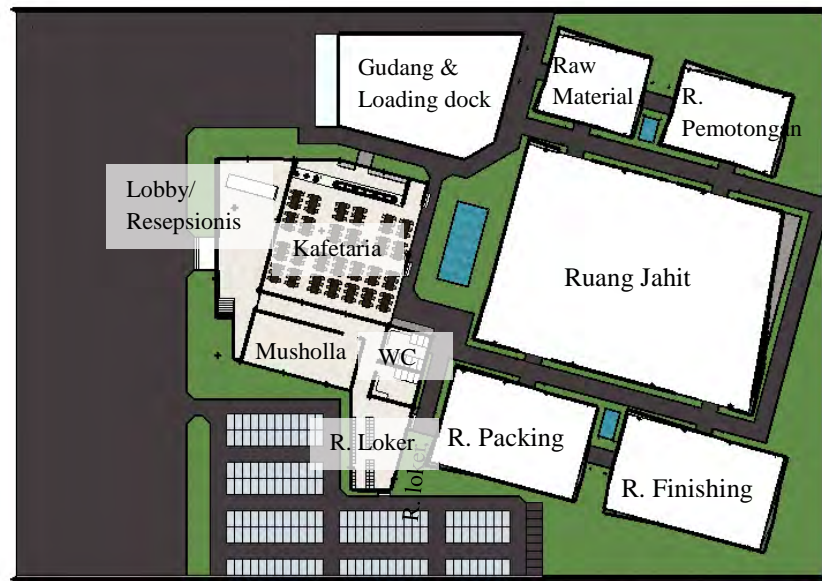 Gudang &
Loading dock
Raw
Material
R.
Pemotongan
Lobby/
Resepsionis
Kafetaria
Ruang Jahit
Musholla
WC
R. Loker
R. Packing
R. Finishing
R. loker